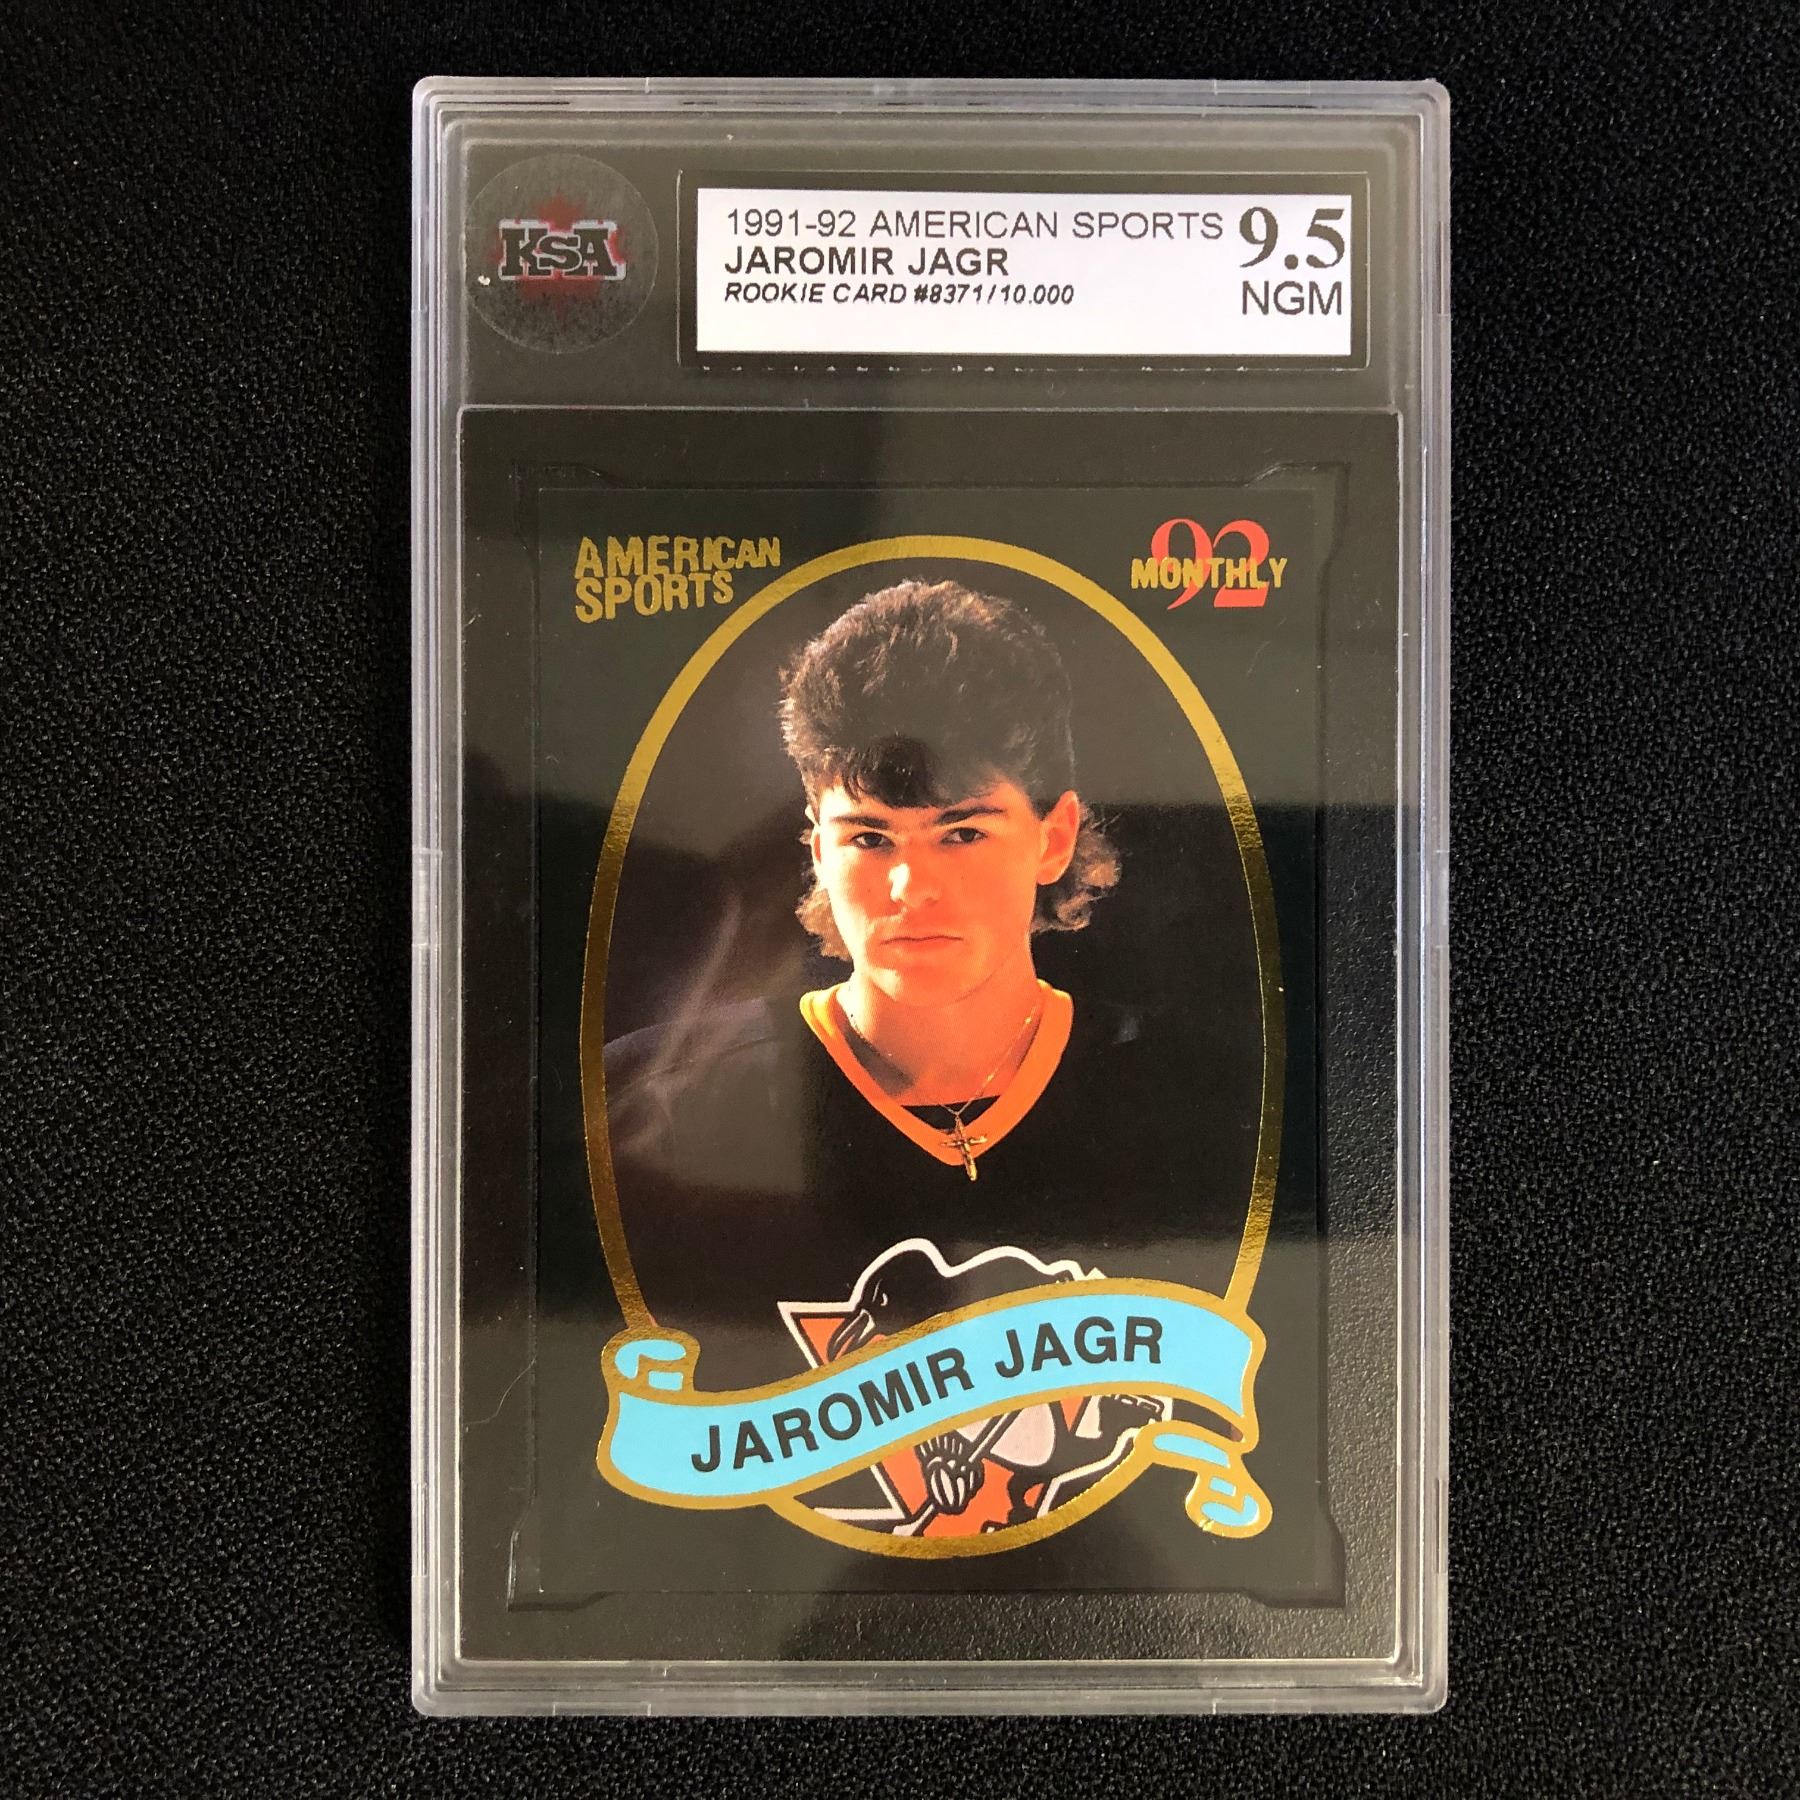 KSA
1991-92 AMERICAN SPORTS
JAROMIR JAGR
ROOKIE CARD #8371/10.000
9.5
NGM
AMERICAN
SPORTS
92
MONTHLY
JAROMIR JAGR